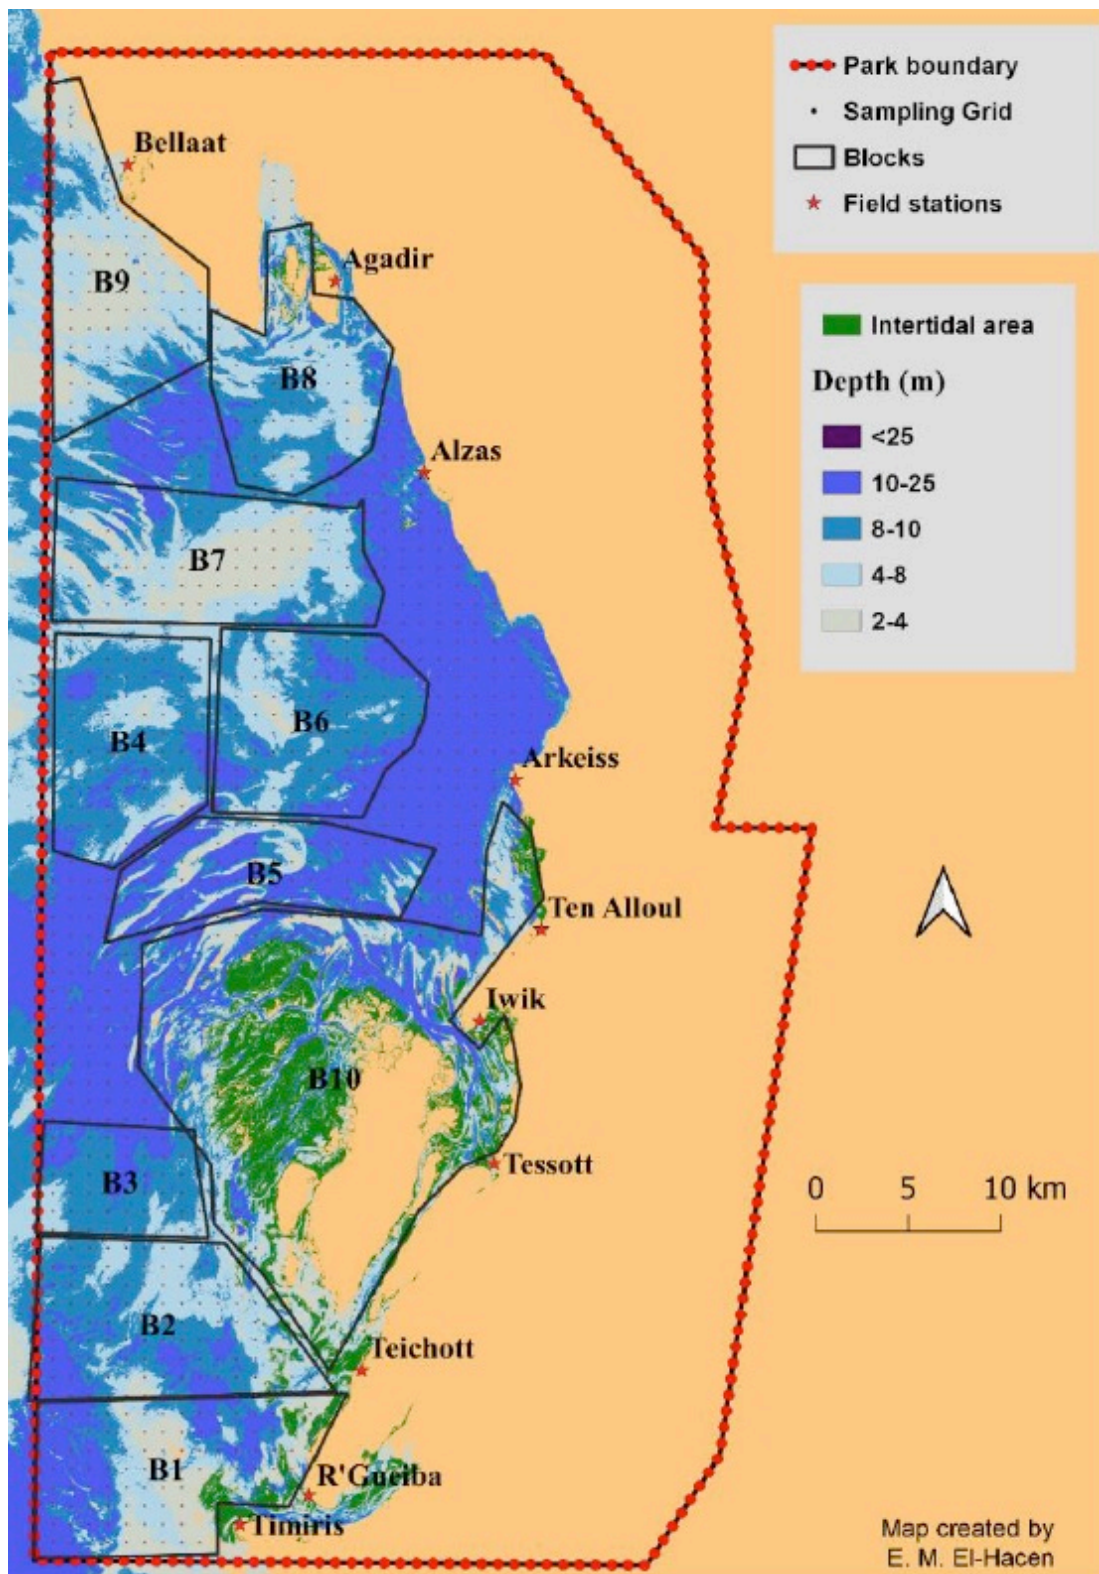 Park boundary
Sampling Grid
Blocks
Field stations
Intertidal area
Depth (m)
<25
10-25
8-10
4-8
2-4
Bellaat
Agadir
B9
B8
Alzas
B7
B6
B4
Arkeiss
B5
Ten Alloul
Iwik
B10
Tessott
B3
0 5 10 km
B2
Teichott
B1
R'Gueiba
Timiris
Map created by
E. M. El-Hacen